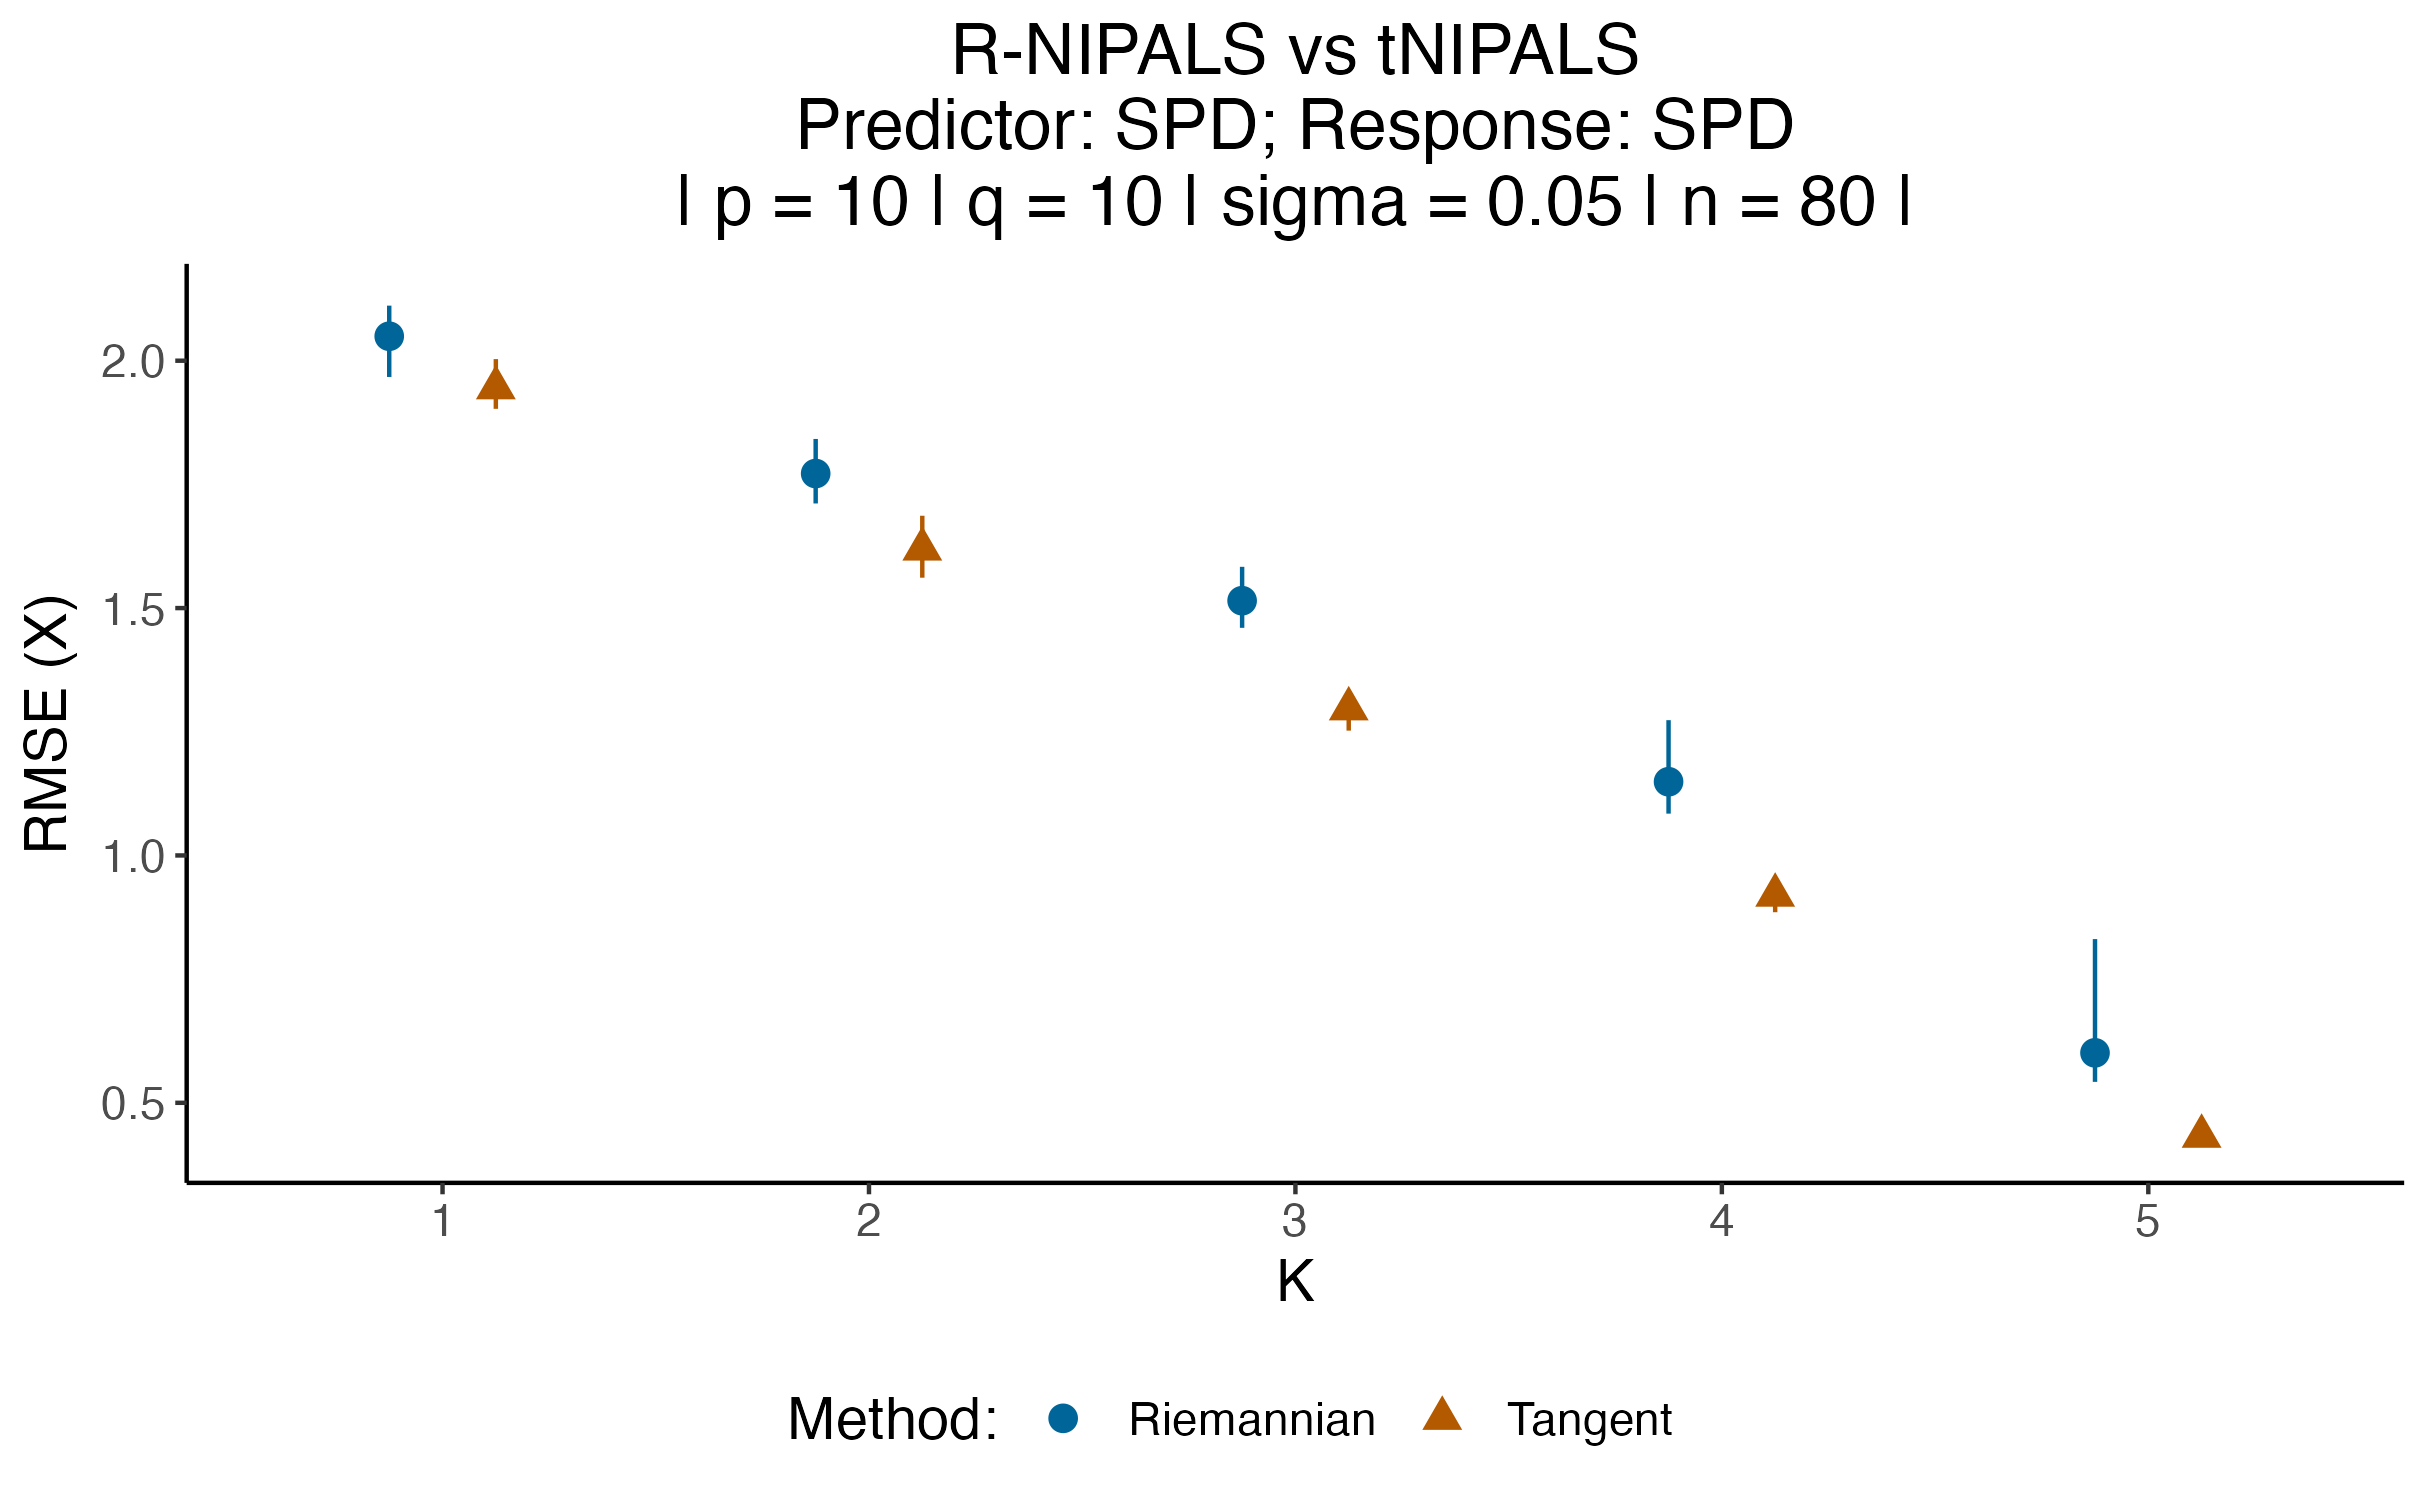 R-NIPALS vs tNIPALS
Predictor: SPD; Response: SPD
| p = 10 | q = 10 | sigma = 0.05 | n = 80 |
RMSE (X)
2.0
1.5
1.0
0.5
1 2 3 4 5
K
Method: Riemannian Tangent